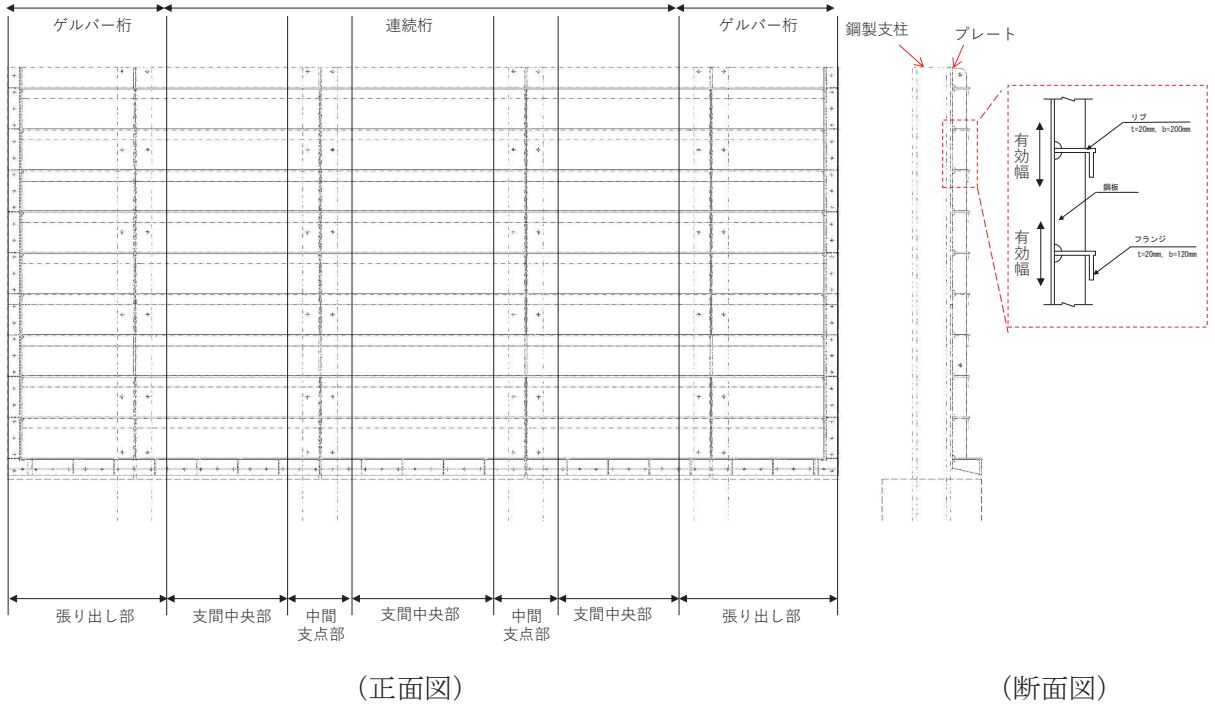 ゲルバー桁
連続桁
ゲルバー桁
鋼製支柱
プレート
有効幅
リブ
t=20mm, b=200mm
鋼板
有効幅
フランジ
t=20mm, b=120mm
張り出し部
支間中央部
中間
支点部
支間中央部
中間
支点部
支間中央部
張り出し部
(正面図)
(断面図)